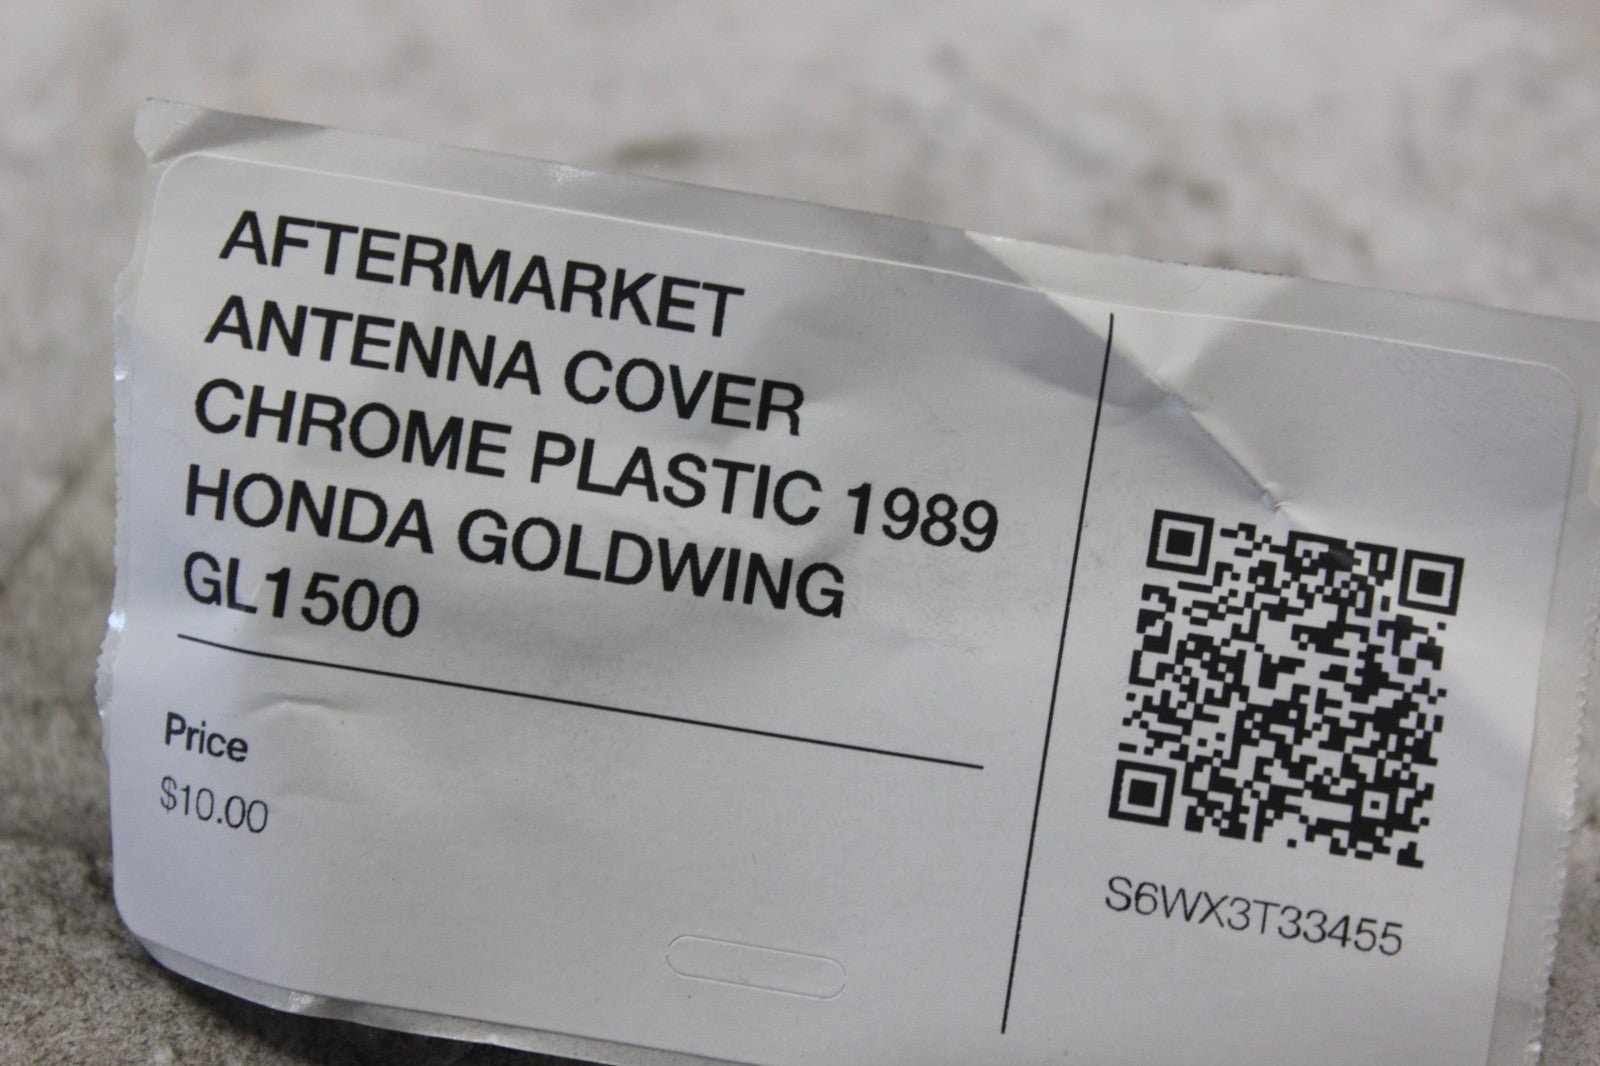 AFTERMARKET
ANTENNA COVER
CHROME PLASTIC 1989
HONDA GOLDWING
GL1500
Price
$10.00
S6WX3T33455